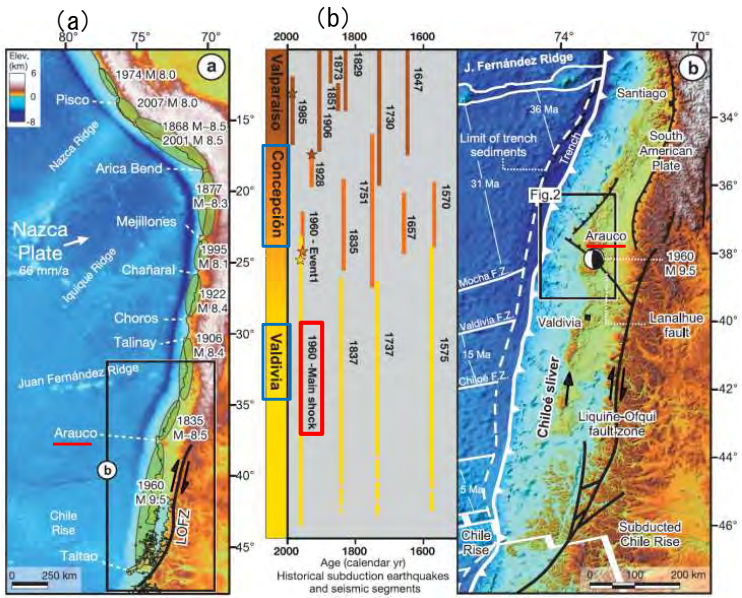 (a)
(b)
80°
75°
70°
Elev.
(km)
6
0
-8
a
1974 M 8.0
Pisco
2007 M 8.0
15°
1868 M~8.5
2001 M 8.5
Nazca Ridge
Arica Bend
1877
M~8.3
20°
Mejillones
Nazca
Plate
66 mm/a
1995
M 8.1
25°
Iquique Ridge
Chañaral
1922
M 8.4
Choros
Talinay
30°
1906
M 8.4
Juan Fernández Ridge
1835
M~8.5
35°
Arauco
b
1960
M 9.5
40°
LOFZ
Chile
Rise
Taitao
45°
0 250 km
2000
1900
1800
1700
1600
Valparaiso
Concepción
Valdivia
1985
1906
1851
1873
1829
1730
1647
1928
1751
1570
1960 - Event1
1835
1657
1960 -Main shock
1837
1737
1575
2000
1800
1600
Age (calendar yr)
Historical subduction earthquakes
and seismic segments
74°
72°
b
J. Fernández Ridge
Santiago
36 Ma
South
American
Plate
Limit of trench
sediments
Trench
31 Ma
36°
Fig.2
Arauco
1960
M 9.5
38°
Mocha F.Z.
Valdivia F.Z.
Valdivia
Lanalhue
fault
40°
15 Ma
Chiloé F.Z.
Chiloé sliver
42°
Liquiñe-Ofqui
fault zone
44°
5 Ma
Chile
Rise
Subducted
Chile Rise
46°
0 100 200 km